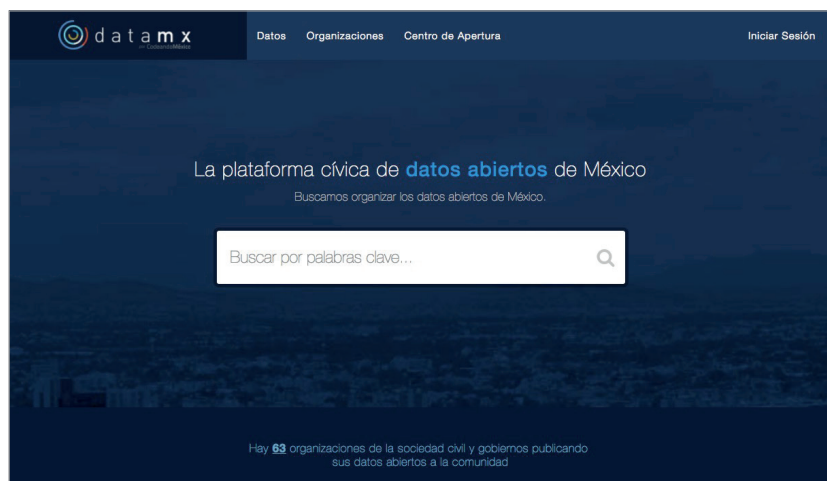 datamx
por CodeandoMéxico
Datos Organizaciones Centro de Apertura Iniciar Sesión
La plataforma cívica de datos abiertos de México
Buscamos organizar los datos abiertos de México.
Buscar por palabras clave...
Hay 63 organizaciones de la sociedad civil y gobiernos publicando
sus datos abiertos a la comunidad